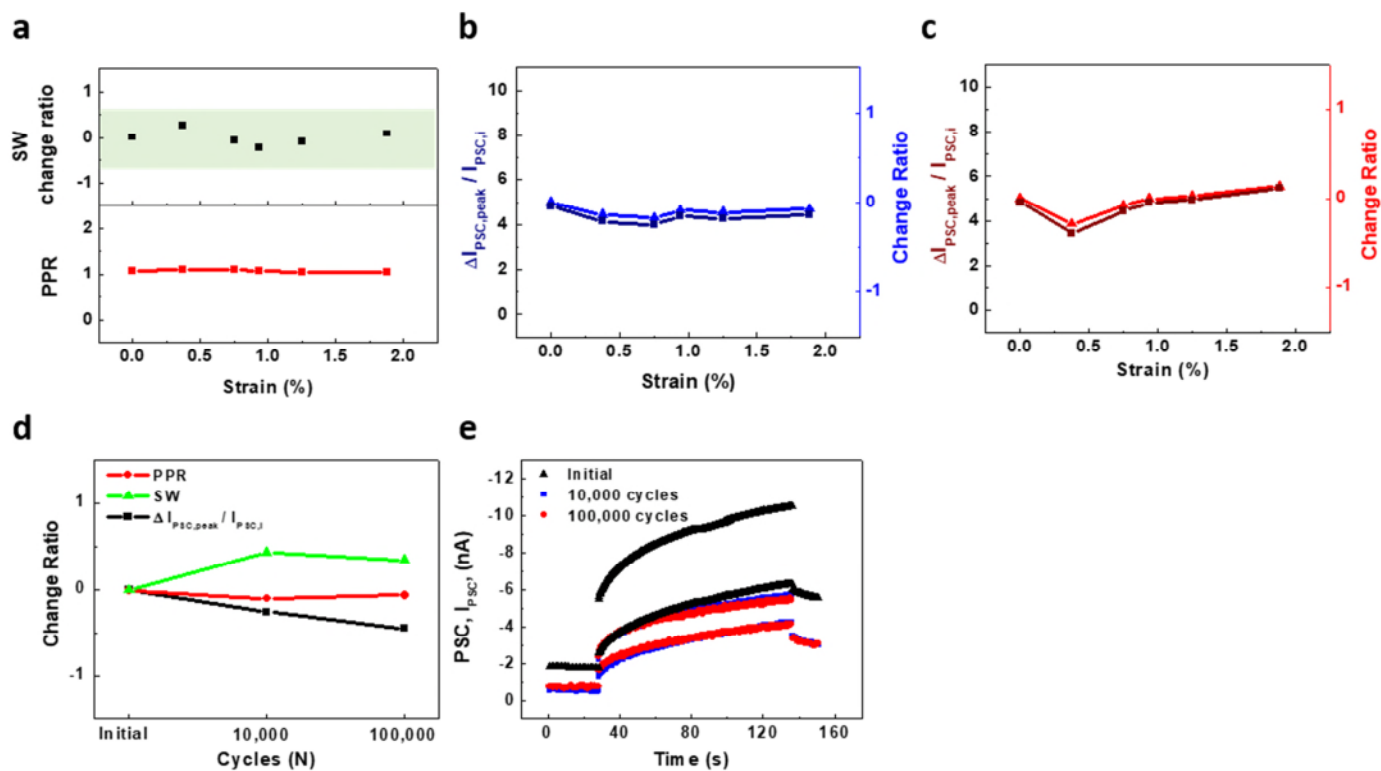 a
SW
change ratio
1
0
-1
PPR
2
1
0
0.0 0.5 1.0 1.5 2.0
Strain (%)
b
ΔI_PSC,peak / I_PSC,i
10
8
6
4
2
0
1
0
-1
Change Ratio
0.0 0.5 1.0 1.5 2.0
Strain (%)
c
ΔI_PSC,peak / I_PSC,i
10
8
6
4
2
0
1
0
-1
Change Ratio
0.0 0.5 1.0 1.5 2.0
Strain (%)
d
PPR
SW
Δ I_PSC,peak / I_PSC,i
Change Ratio
1
0
-1
Initial 10,000 100,000
Cycles (N)
e
Initial
10,000 cycles
100,000 cycles
PSC, I_PSC, (nA)
-12
-10
-8
-6
-4
-2
0
0 40 80 120 160
Time (s)